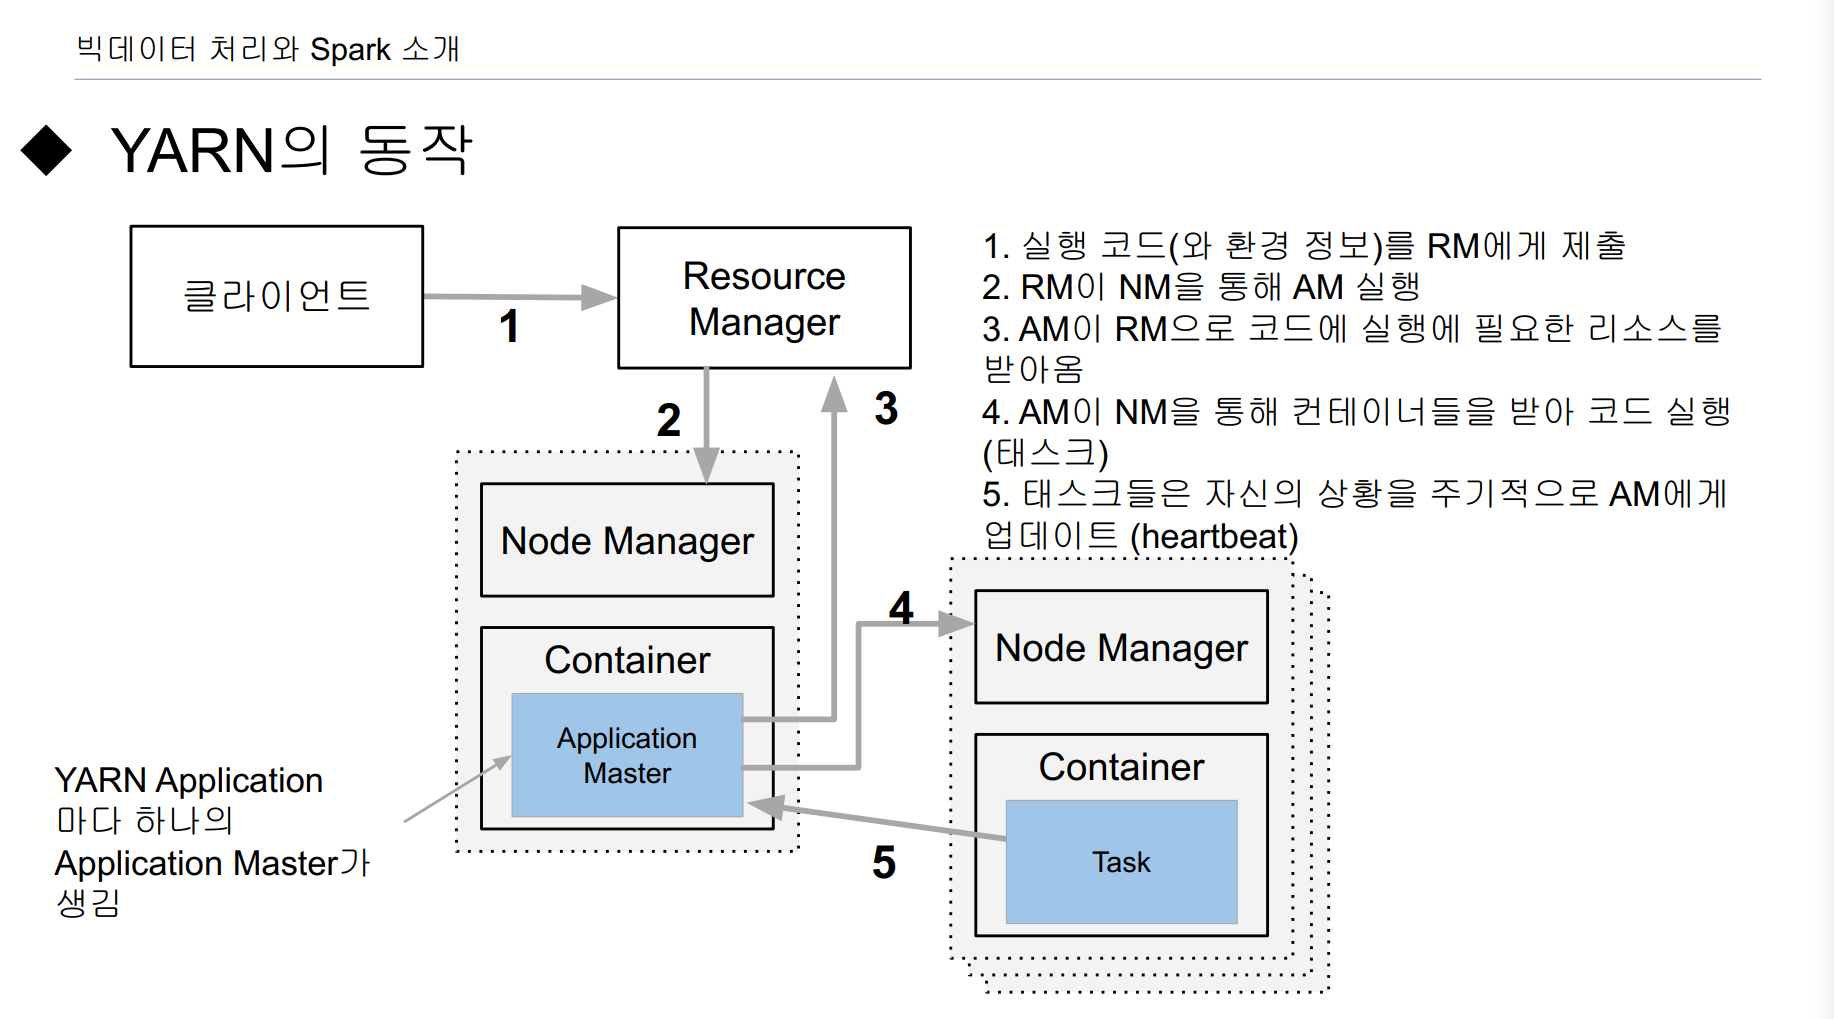 빅데이터 처리와 Spark 소개
◆ YARN의 동작
클라이언트
Resource
Manager
1
2
3
1. 실행 코드(와 환경 정보)를 RM에게 제출
2. RM이 NM을 통해 AM 실행
3. AM이 RM으로 코드에 실행에 필요한 리소스를
받아옴
4. AM이 NM을 통해 컨테이너들을 받아 코드 실행
(태스크)
5. 태스크들은 자신의 상황을 주기적으로 AM에게
업데이트 (heartbeat)
Node Manager
Container
Application
Master
4
5
Node Manager
Container
Task
YARN Application
마다 하나의
Application Master가
생김